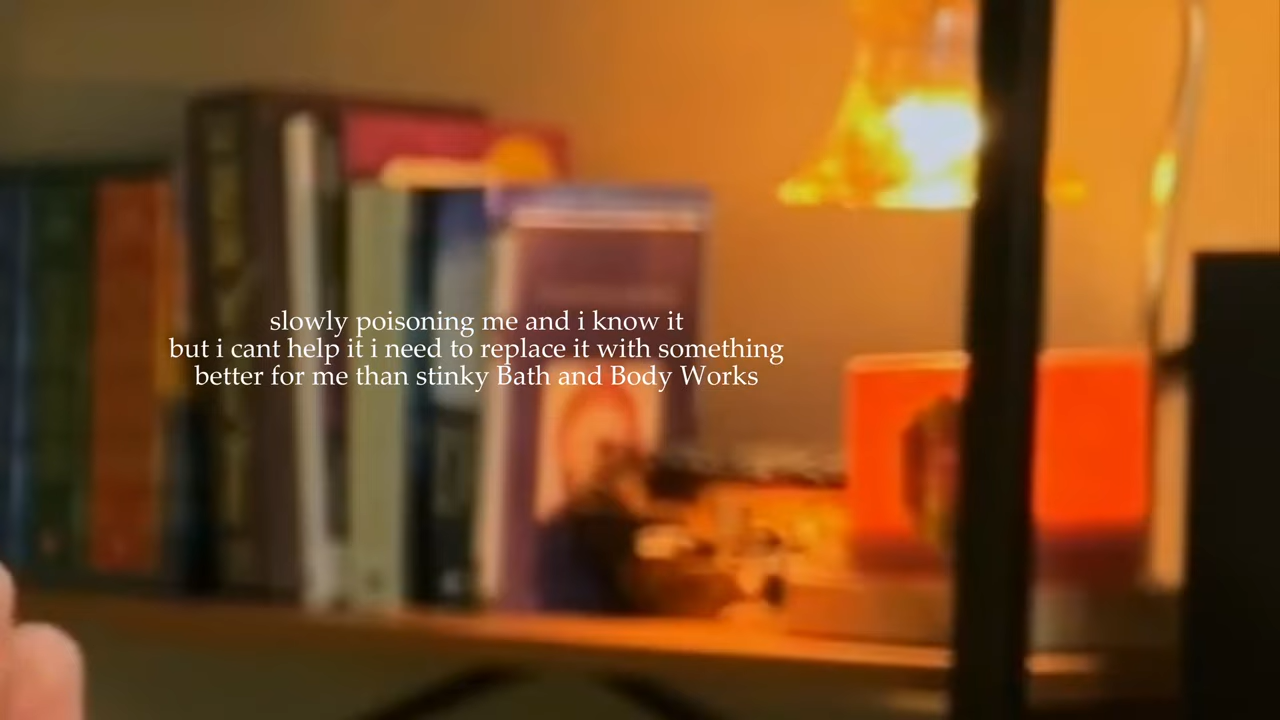 slowly poisoning me and i know it
but i cant help it i need to replace it with something
better for me than stinky Bath and Body Works